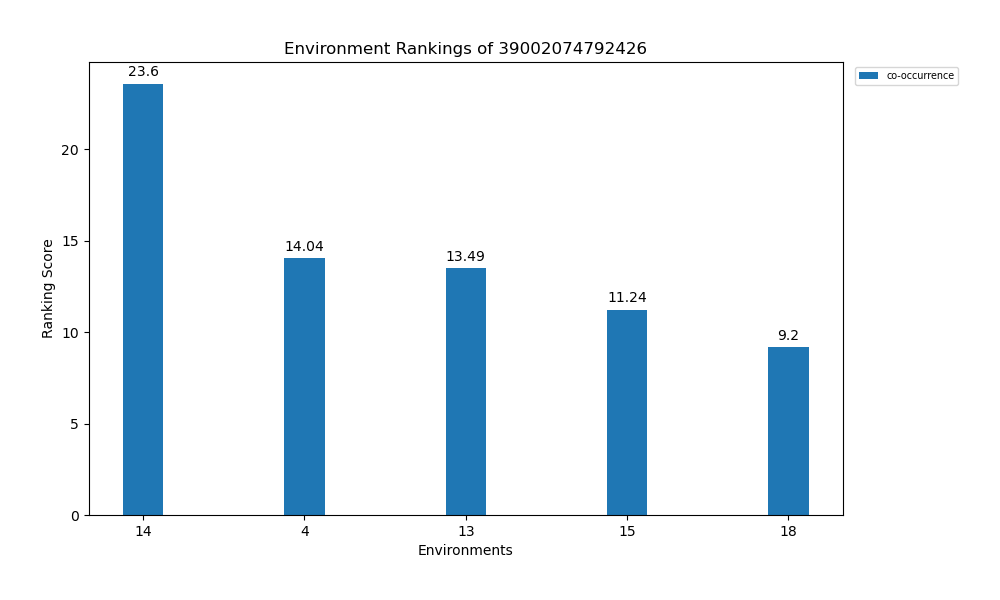 Environment Rankings of 39002074792426
co-occurrence
23.6
14.04
13.49
11.24
9.2
Ranking Score
20
15
10
5
0
14 4 13 15 18
Environments